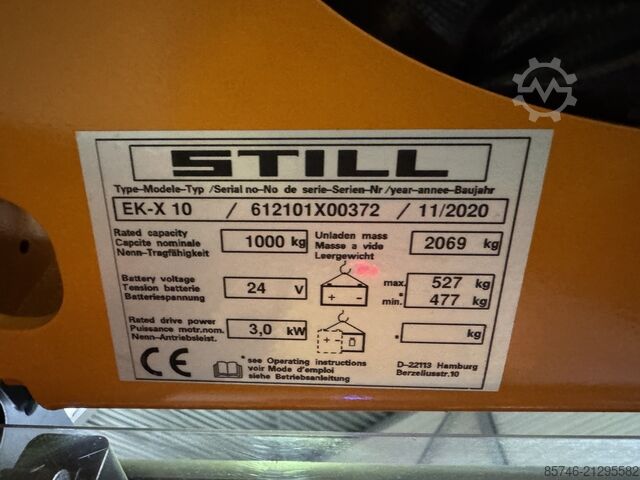 STILL
Type-Modele-Typ /Serial no-No de serie-Serien-Nr /year-annee-Baujahr
EK-X 10 / 612101X00372 / 11/2020
Rated capacity
Capcite nominale
Nenn-Tragfähigkeit
1000 kg
Unladen mass
Masse a vide
Leergewicht
2069 kg
Battery voltage
Tension batterie
Batteriespannung
24 V
+ -
max. 527 kg
* min. 477 kg
Rated drive power
Puissance motr.nom.
Nenn-Antriebsleist.
3,0 kW
+ -
* kg
CE
* see Operating instructions
voir Mode d'emploi
siehe Betriebsanleitung
D-22113 Hamburg
Berzeliusstr.10
85746-21295582